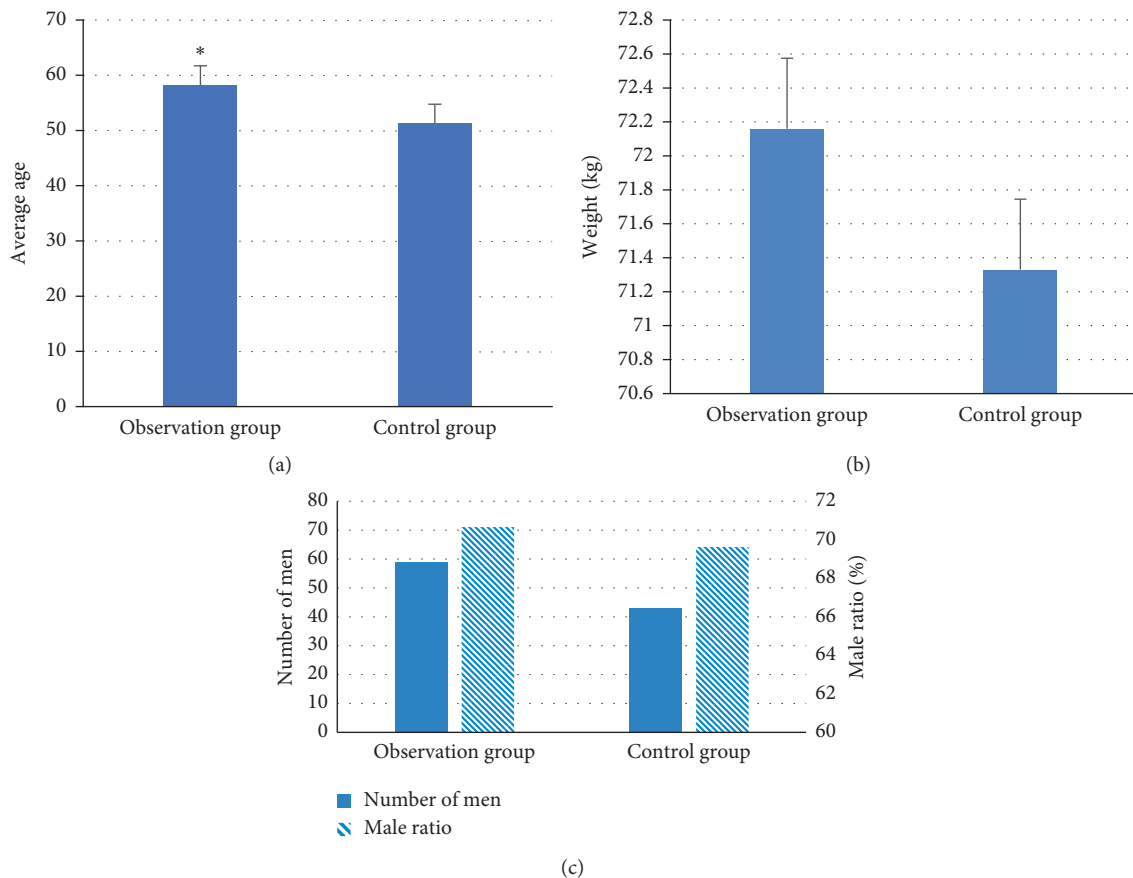 70
60
50
40
30
20
10
0
Average age
*
Observation group
Control group
(a)
72.8
72.6
72.4
72.2
72
71.8
71.6
71.4
71.2
71
70.8
70.6
Weight (kg)
Observation group
Control group
(b)
80
70
60
50
40
30
20
10
0
Number of men
72
70
68
66
64
62
60
Male ratio (%)
Observation group
Control group
Number of men
Male ratio
(c)